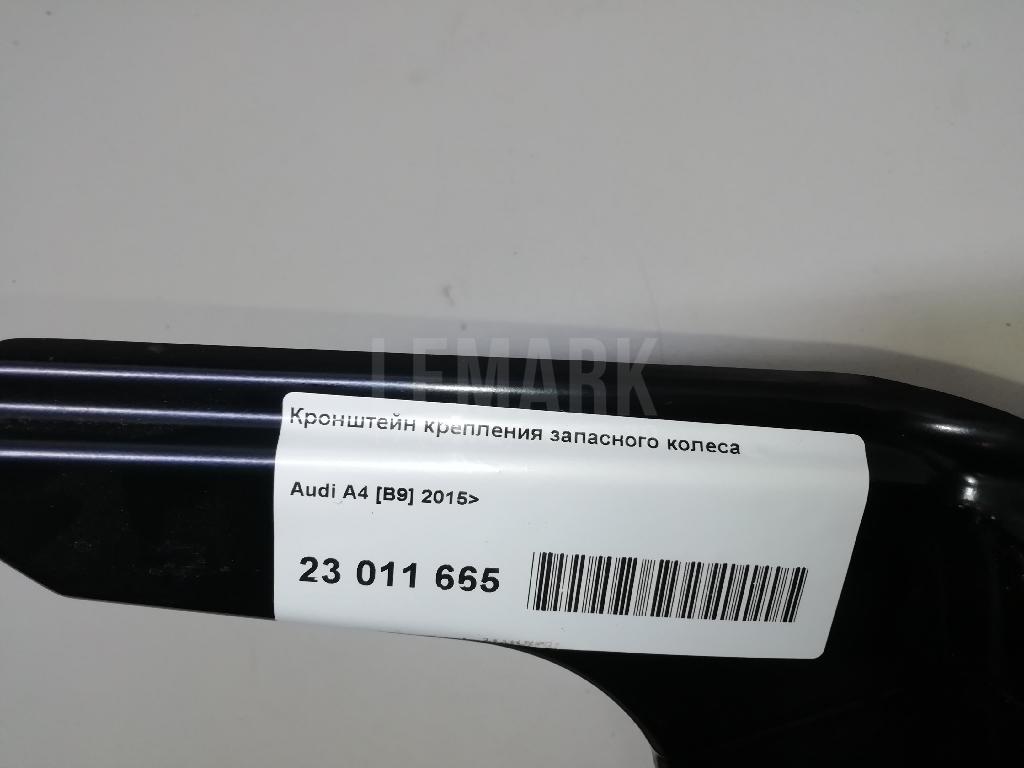 LEMARK
Кронштейн крепления запасного колеса
Audi A4 [B9] 2015>
23 011 665